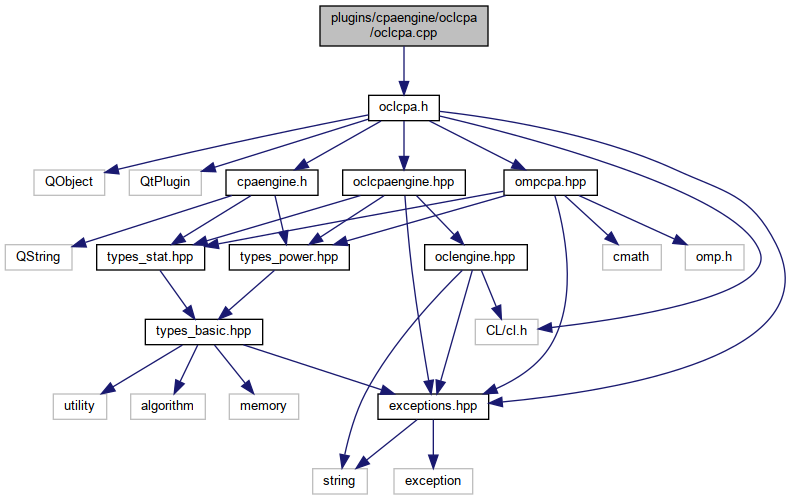 plugins/cpaengine/oclcpa
/oclcpa.cpp
oclcpa.h
QObject
QtPlugin
cpaengine.h
oclcpaengine.hpp
ompcpa.hpp
QString
types_stat.hpp
types_power.hpp
oclengine.hpp
cmath
omp.h
types_basic.hpp
CL/cl.h
utility
algorithm
memory
exceptions.hpp
string
exception